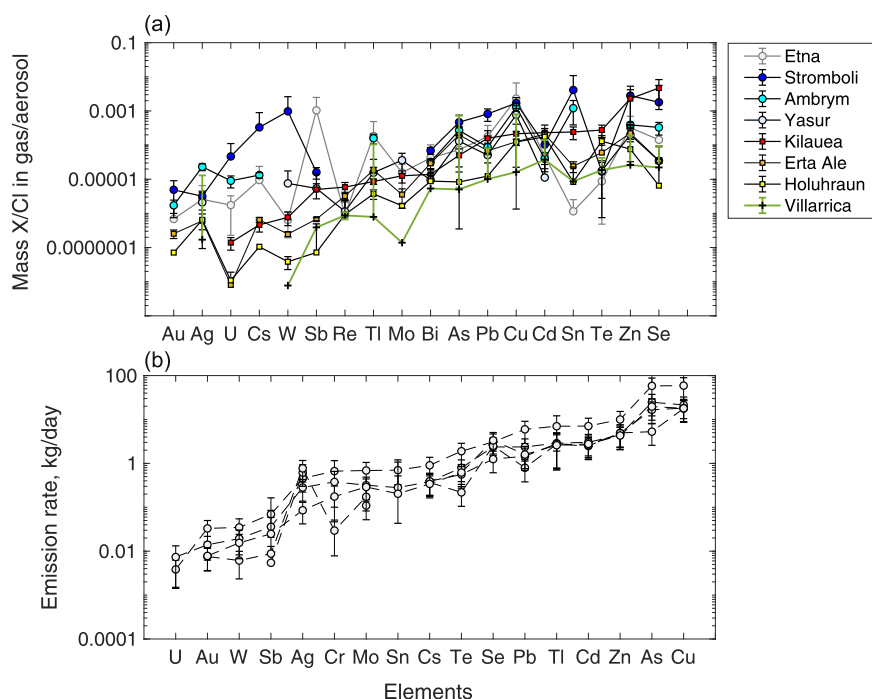 (a)
0.1
0.001
0.00001
0.0000001
Mass X/Cl in gas/aerosol
Au Ag U Cs W Sb Re Tl Mo Bi As Pb Cu Cd Sn Te Zn Se
Etna
Stromboli
Ambrym
Yasur
Kilauea
Erta Ale
Holuhraun
Villarrica
(b)
100
1
0.01
0.0001
Emission rate, kg/day
U Au W Sb Ag Cr Mo Sn Cs Te Se Pb Tl Cd Zn As Cu
Elements